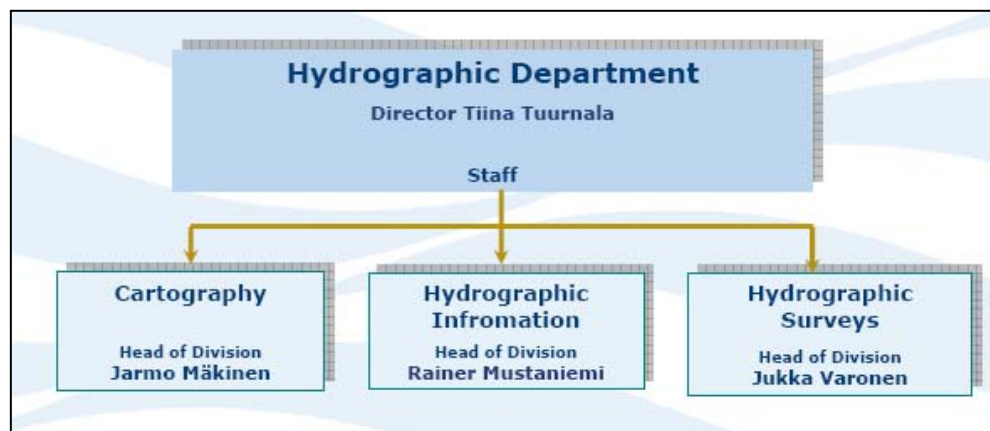 Hydrographic Department
Director Tiina Tuurnala
Staff
Cartography
Head of Division
Jarmo Mäkinen
Hydrographic
Infromation
Head of Division
Rainer Mustaniemi
Hydrographic
Surveys
Head of Division
Jukka Varonen